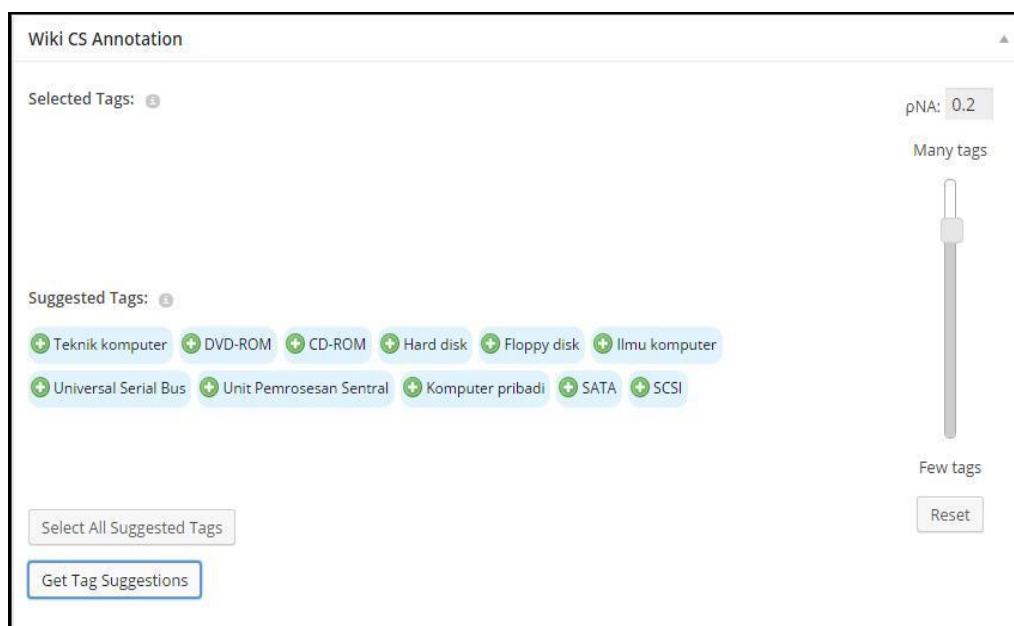 Wiki CS Annotation
Selected Tags:
ρNA: 0.2
Many tags
Suggested Tags:
Teknik komputer DVD-ROM CD-ROM Hard disk Floppy disk Ilmu komputer
Universal Serial Bus Unit Pemrosesan Sentral Komputer pribadi SATA SCSI
Few tags
Reset
Select All Suggested Tags
Get Tag Suggestions